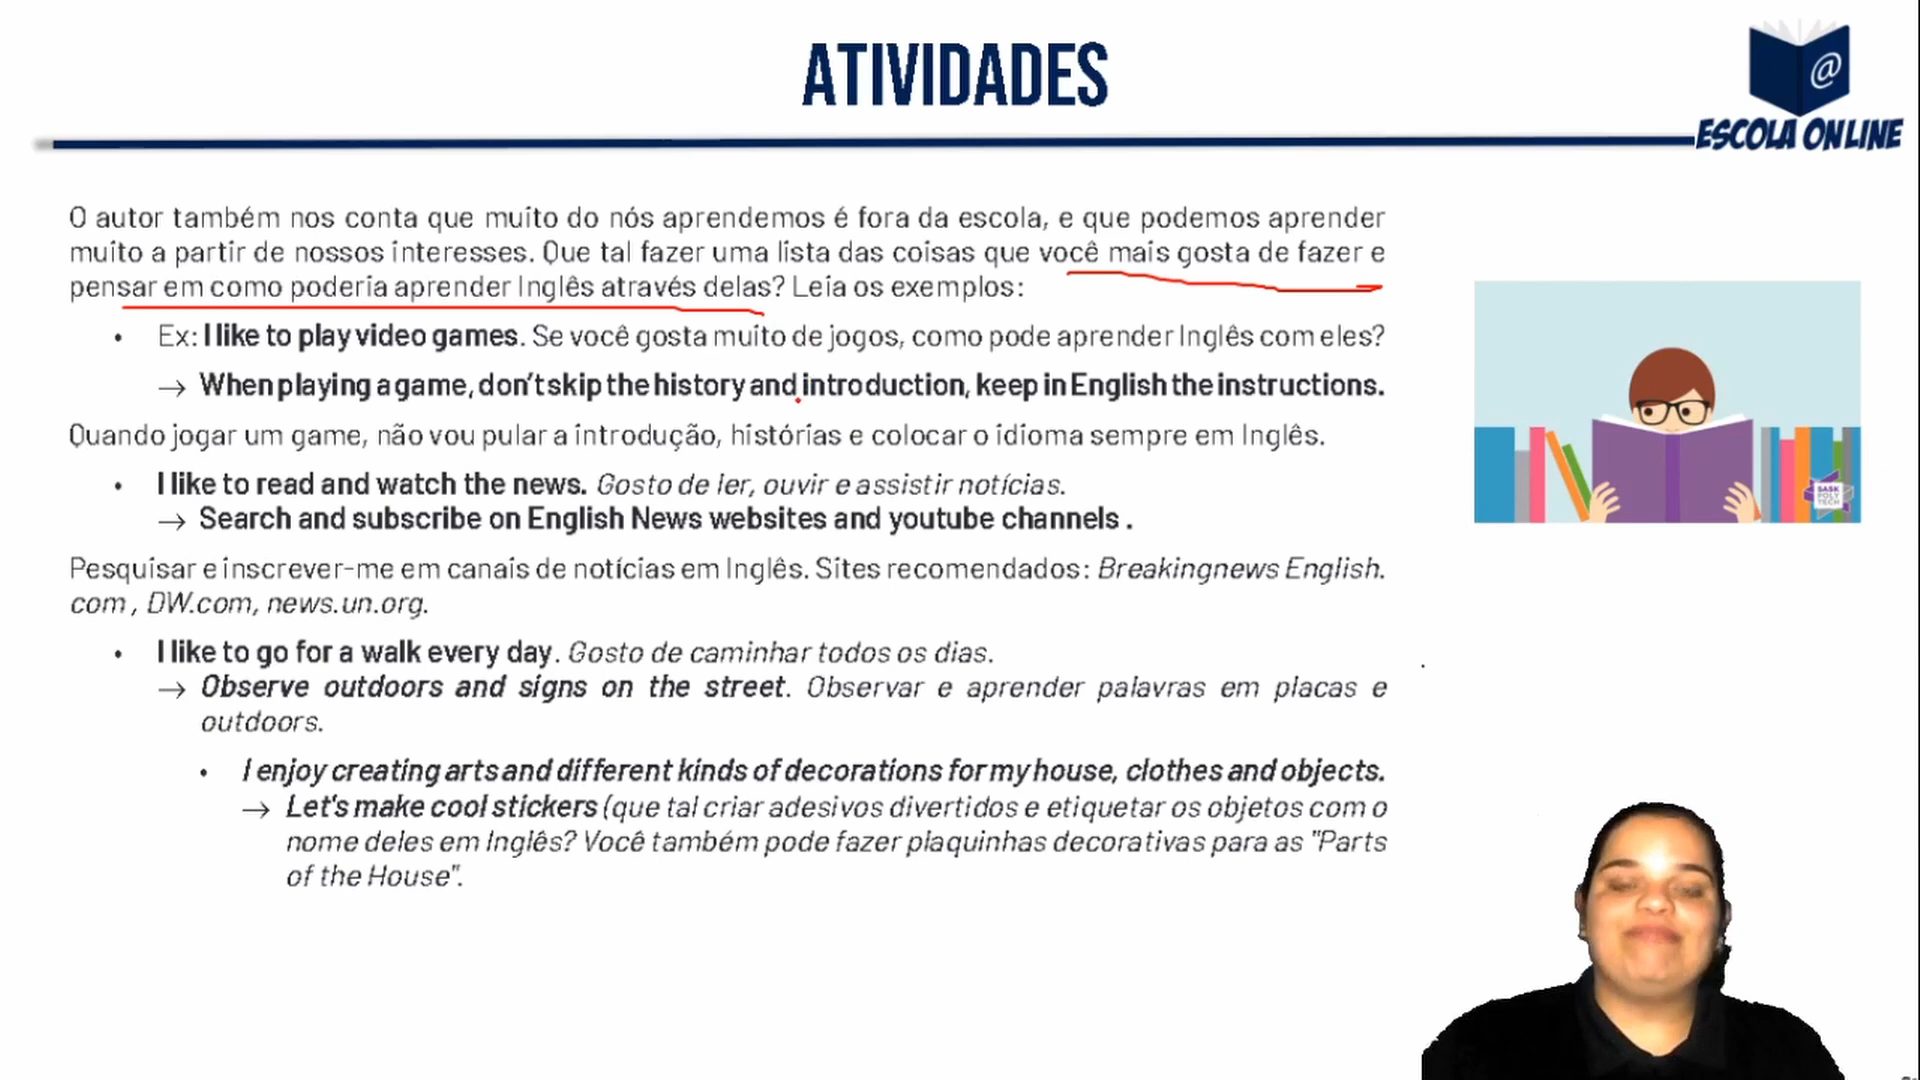 ATIVIDADES
@
ESCOLA ONLINE
O autor também nos conta que muito do nós aprendemos é fora da escola, e que podemos aprender
muito a partir de nossos interesses. Que tal fazer uma lista das coisas que você mais gosta de fazer e
pensar em como poderia aprender Inglês através delas? Leia os exemplos:
• Ex: I like to play video games. Se você gosta muito de jogos, como pode aprender Inglês com eles?
→ When playing a game, don't skip the history and introduction, keep in English the instructions.
Quando jogar um game, não vou pular a introdução, histórias e colocar o idioma sempre em Inglês.
• I like to read and watch the news. Gosto de ler, ouvir e assistir notícias.
→ Search and subscribe on English News websites and youtube channels .
Pesquisar e inscrever-me em canais de notícias em Inglês. Sites recomendados: Breakingnews English.
com , DW.com, news.un.org.
• I like to go for a walk every day. Gosto de caminhar todos os dias.
→ Observe outdoors and signs on the street. Observar e aprender palavras em placas e
outdoors.
• I enjoy creating arts and different kinds of decorations for my house, clothes and objects.
→ Let's make cool stickers (que tal criar adesivos divertidos e etiquetar os objetos com o
nome deles em Inglês? Você também pode fazer plaquinhas decorativas para as "Parts
of the House".
SASK
POLY
TECH